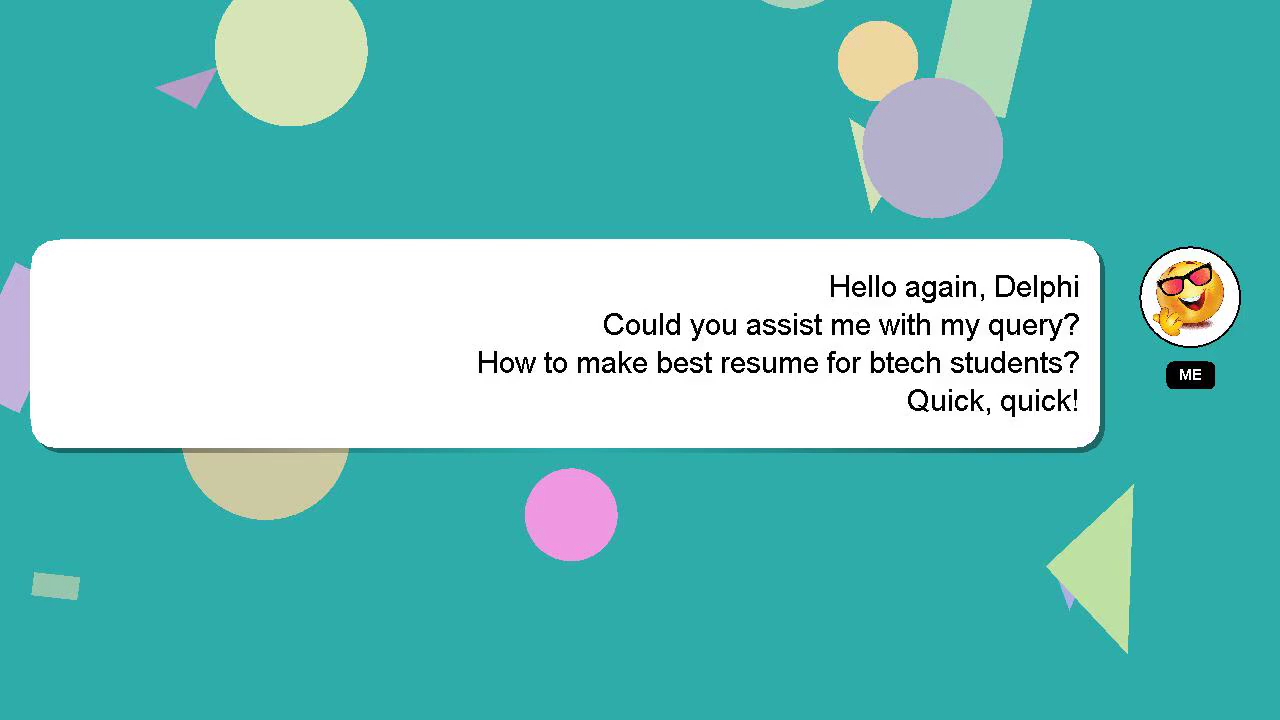 Hello again, Delphi
Could you assist me with my query?
How to make best resume for btech students?
Quick, quick!
ME